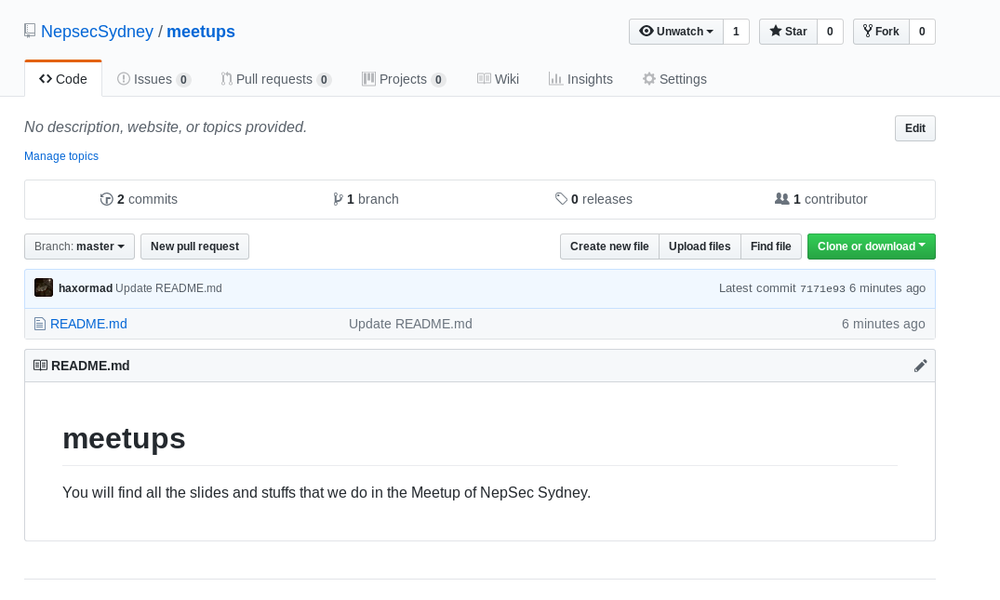 NepsecSydney / meetups
Unwatch 1 Star 0 Fork 0
Code Issues 0 Pull requests 0 Projects 0 Wiki Insights Settings
No description, website, or topics provided. Edit
Manage topics
2 commits 1 branch 0 releases 1 contributor
Branch: master New pull request Create new file Upload files Find file Clone or download
haxormad Update README.md Latest commit 7171e93 6 minutes ago
README.md Update README.md 6 minutes ago
README.md
meetups
You will find all the slides and stuffs that we do in the Meetup of NepSec Sydney.